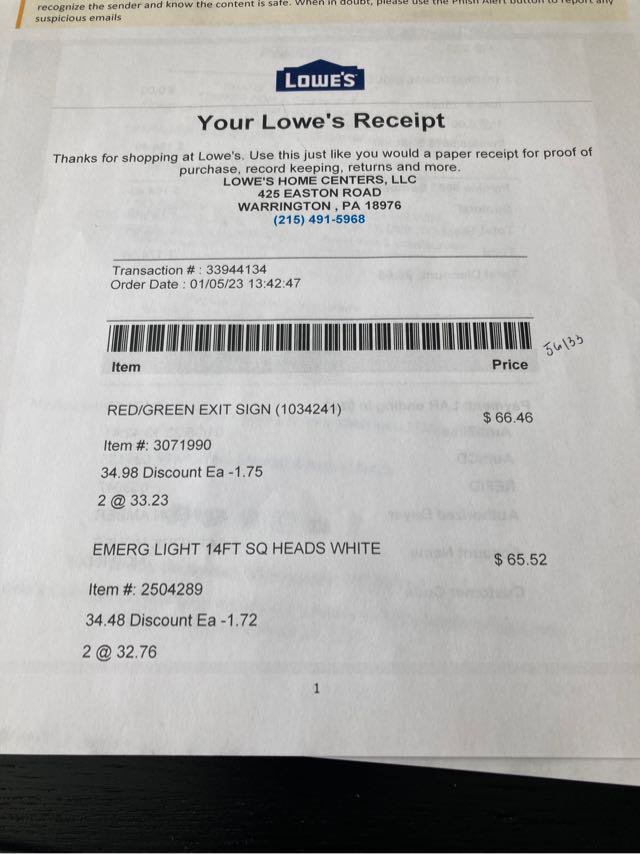 recognize the sender and know the content is safe. When in doubt, please use the Phish Alert button to report any
suspicious emails
LOWE'S
Your Lowe's Receipt
Thanks for shopping at Lowe's. Use this just like you would a paper receipt for proof of
purchase, record keeping, returns and more.
LOWE'S HOME CENTERS, LLC
425 EASTON ROAD
WARRINGTON , PA 18976
(215) 491-5968
Transaction # : 33944134
Order Date : 01/05/23 13:42:47
56133
Item Price
RED/GREEN EXIT SIGN (1034241) $ 66.46
Item #: 3071990
34.98 Discount Ea -1.75
2 @ 33.23
EMERG LIGHT 14FT SQ HEADS WHITE $ 65.52
Item #: 2504289
34.48 Discount Ea -1.72
2 @ 32.76
1